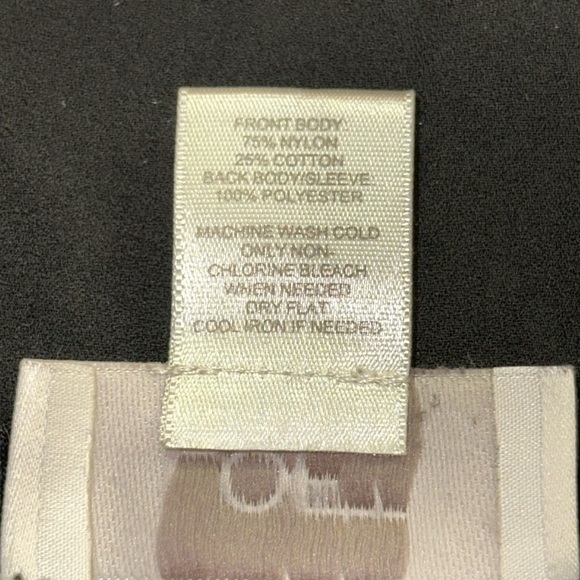 FRONT BODY
75% NYLON
25% COTTON
BACK BODY/SLEEVE
100% POLYESTER
MACHINE WASH COLD
ONLY NON-
CHLORINE BLEACH
WHEN NEEDED
DRY FLAT
COOL IRON IF NEEDED